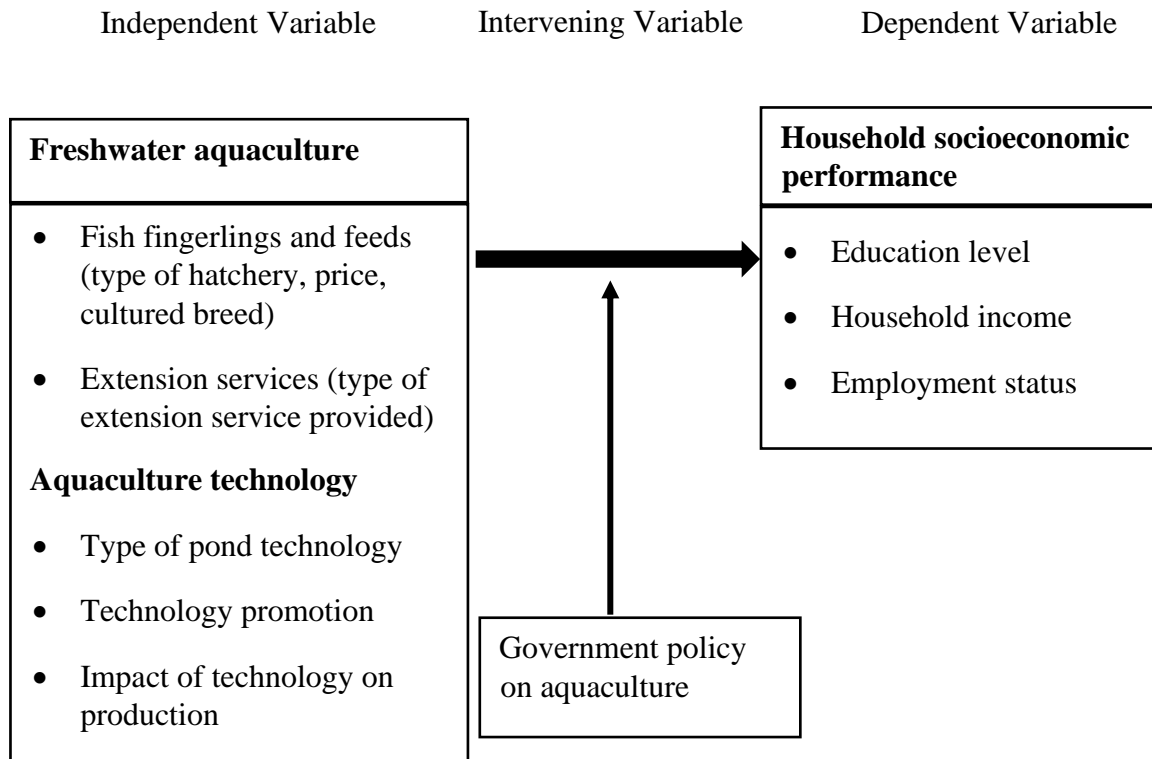 Independent Variable
Intervening Variable
Dependent Variable
Freshwater aquaculture
• Fish fingerlings and feeds
(type of hatchery, price,
cultured breed)
• Extension services (type of
extension service provided)
Aquaculture technology
• Type of pond technology
• Technology promotion
• Impact of technology on
production
Government policy
on aquaculture
Household socioeconomic
performance
• Education level
• Household income
• Employment status